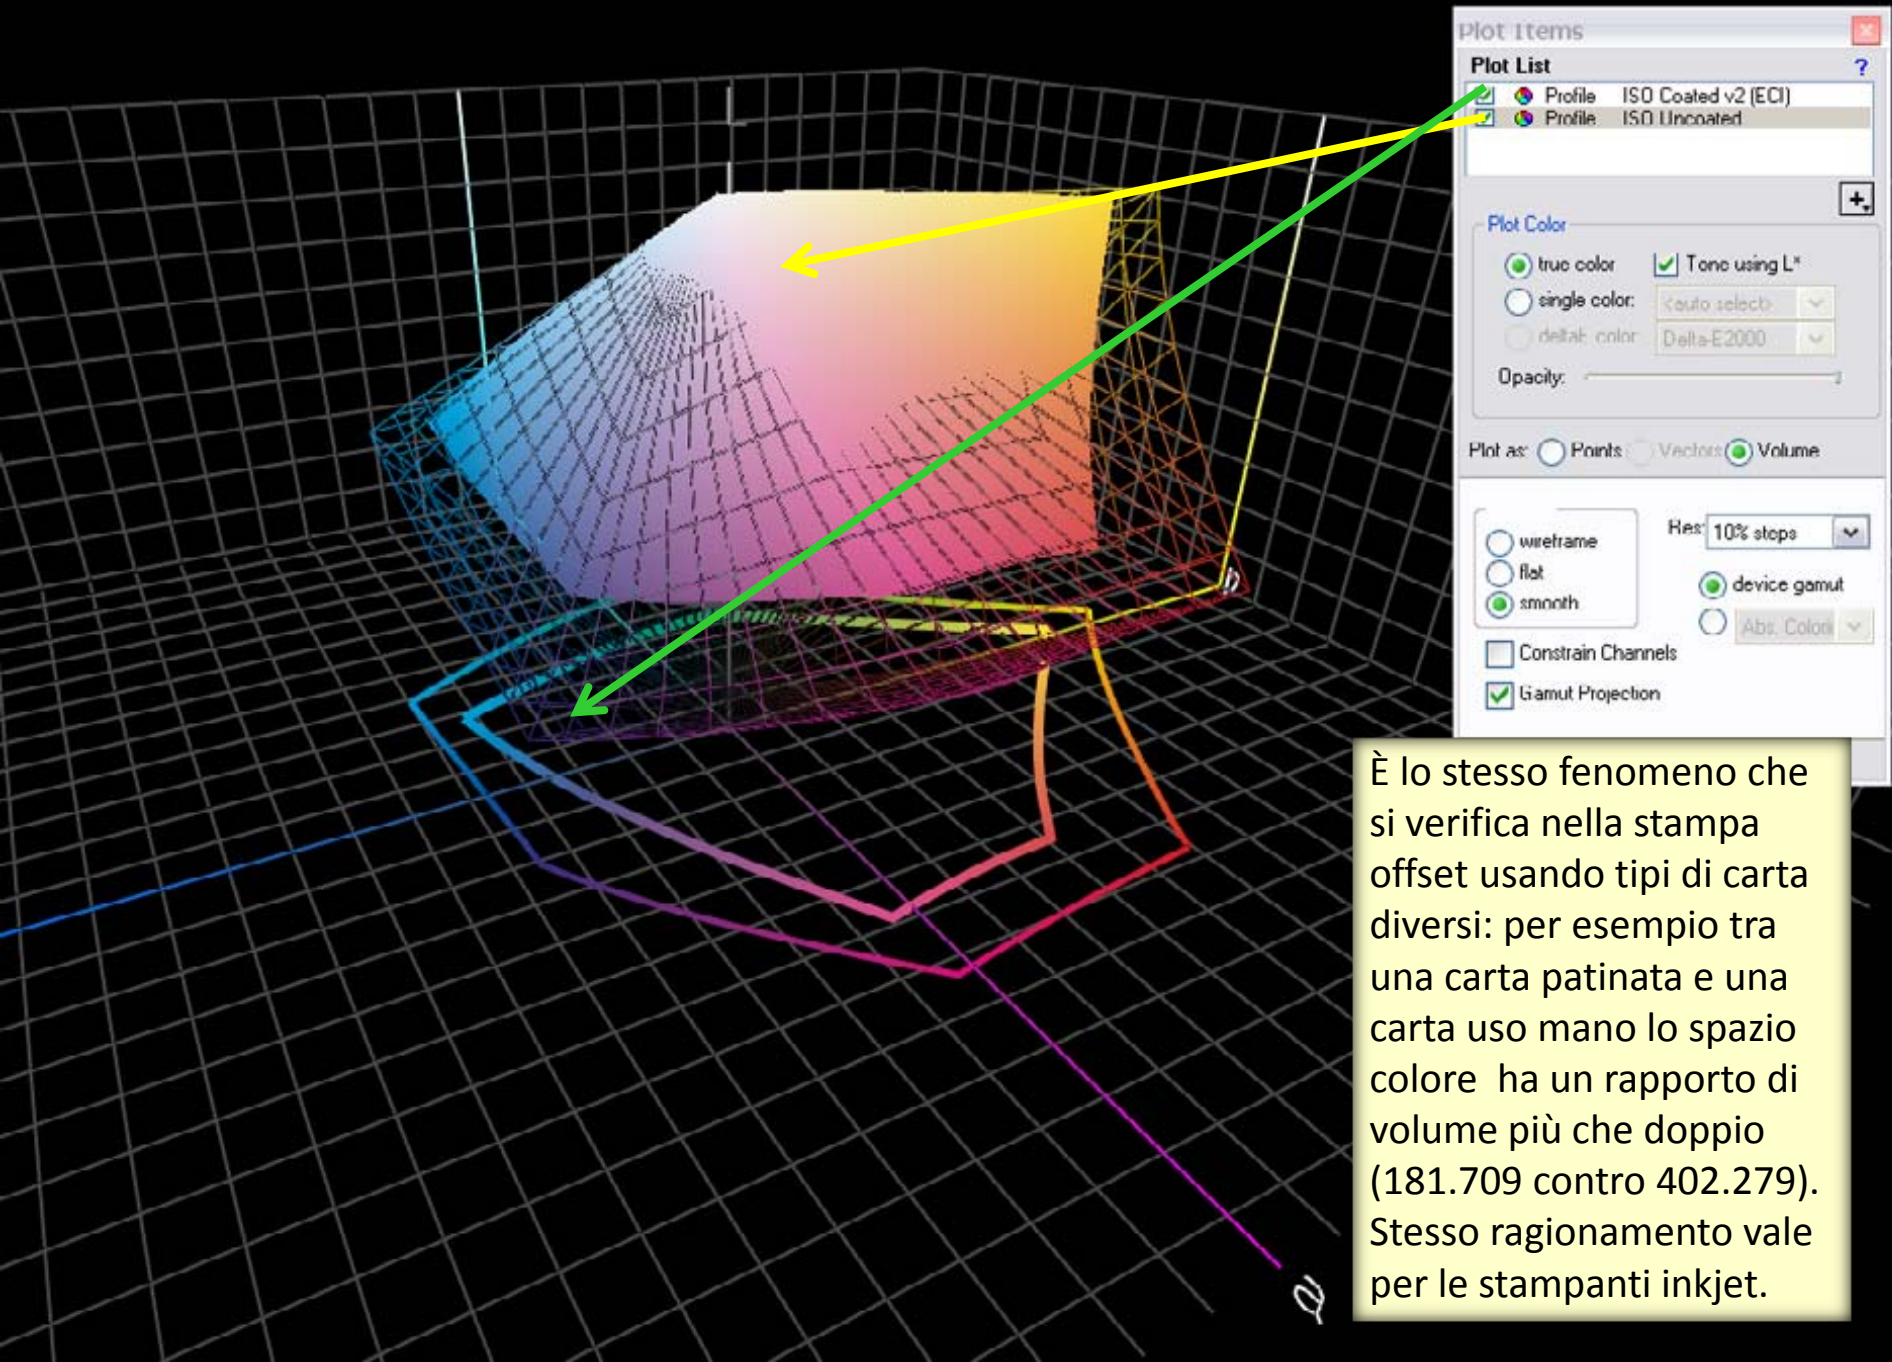 Plot Items
Plot List
?
Profile ISO Coated v2 (ECI)
Profile ISO Uncoated
Plot Color
true color
Tone using L*
single color:
<auto select>
color
Delta-E2000
Opacity:
Plot as:
Points
Vectors
Volume
wireframe
flat
smooth
Res:
10% steps
device gamut
Abs. Colori
Constrain Channels
Gamut Projection
b
a
È lo stesso fenomeno che
si verifica nella stampa
offset usando tipi di carta
diversi: per esempio tra
una carta patinata e una
carta uso mano lo spazio
colore ha un rapporto di
volume più che doppio
(181.709 contro 402.279).
Stesso ragionamento vale
per le stampanti inkjet.